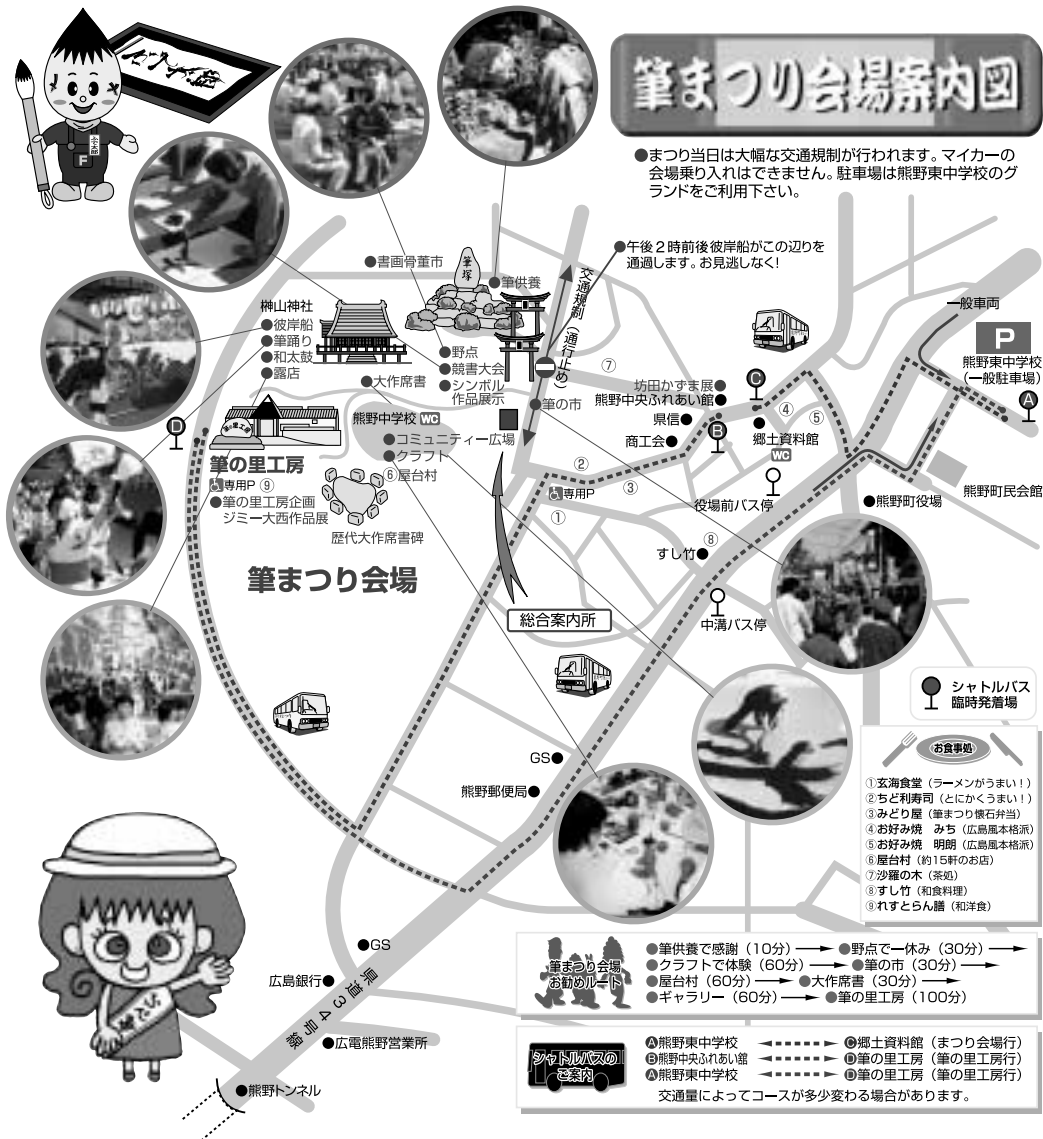 筆まつり会場案内図
●まつり当日は大幅な交通規制が行われます。マイカーの
会場乗り入れはできません。駐車場は熊野東中学校のグ
ランドをご利用下さい。
F
●午後2時前後彼岸船がこの辺りを
通過します。お見逃しなく!
交通規制(通行止め)
●書画骨董市
筆塚
●筆供養
榊山神社
●彼岸船
●筆踊り
●和太鼓
●露店
●野点
●競書大会
●シンボル
作品展示
●大作席書
●筆の市
一般車両
P
熊野東中学校
(一般駐車場)
A
⑦
坊田かずま展●
熊野中央ふれあい館●
県信●
商工会●
B
C
④
⑤
●
郷土資料館
WC
熊野中学校 WC
●コミュニティー広場
●クラフト
⑥屋台村
D
筆の里工房
筆の里工房
専用P ⑨
●筆の里工房企画
ジミー大西作品展
歴代大作席書碑
②
③
専用P
①
役場前バス停
●熊野町役場
熊野町民会館
⑧
すし竹●
中溝バス停
筆まつり会場
総合案内所
GS●
熊野郵便局●
●GS
広島銀行●
県道34号線
●広電熊野営業所
●熊野トンネル
シャトルバス
臨時発着場
お食事処
①玄海食堂(ラーメンがうまい!)
②ちど利寿司(とにかくうまい!)
③みどり屋(筆まつり懐石弁当)
④お好み焼 みち(広島風本格派)
⑤お好み焼 明朗(広島風本格派)
⑥屋台村(約15軒のお店)
⑦沙羅の木(茶処)
⑧すし竹(和食料理)
⑨れすとらん膳(和洋食)
筆まつり会場
お勧めルート
●筆供養で感謝(10分)→●野点で一休み(30分)→
●クラフトで体験(60分)→●筆の市(30分)→
●屋台村(60分)→●大作席書(30分)→
●ギャラリー(60分)→●筆の里工房(100分)
シャトルバスの
ご案内
A熊野東中学校 ◄-----► C郷土資料館(まつり会場行)
B熊野中央ふれあい館 ◄-----► D筆の里工房(筆の里工房行)
A熊野東中学校 ◄-----► D筆の里工房(筆の里工房行)
交通量によってコースが多少変わる場合があります。